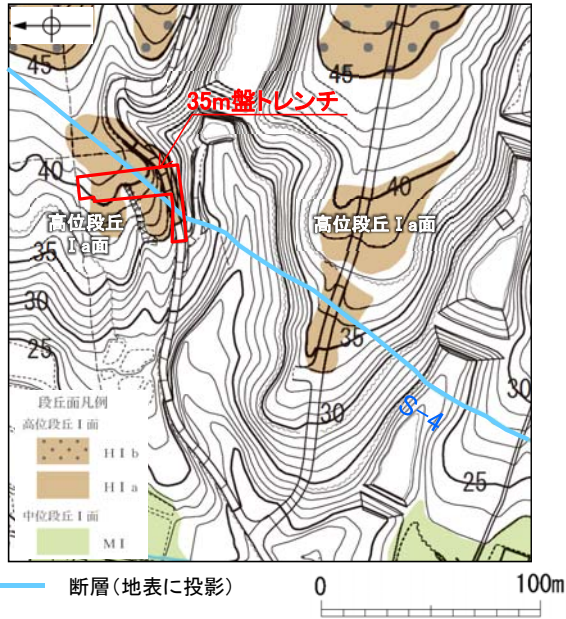 45
45
35m盤トレンチ
40
40
高位段丘
Ⅰa面
高位段丘Ⅰa面
35
30
35
25
30
30
S-4
25
段丘面凡例
高位段丘Ⅰ面
HⅠb
HⅠa
中位段丘Ⅰ面
MⅠ
断層(地表に投影)
0 100m